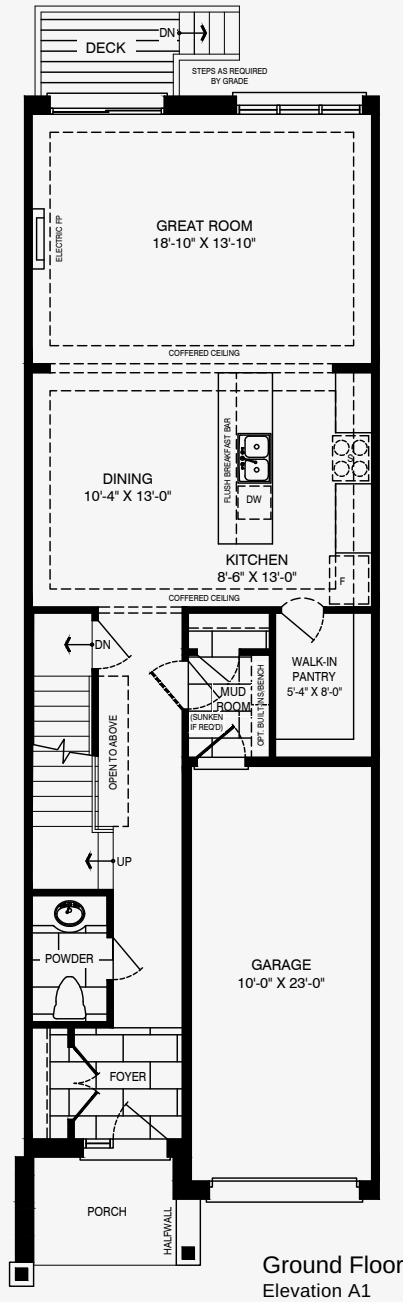 DECK
DN
STEPS AS REQUIRED
BY GRADE
ELECTRIC FP
GREAT ROOM
18'-10" X 13'-10"
COFFERED CEILING
FLUSH BREAKFAST BAR
DINING
10'-4" X 13'-0"
DW
S
KITCHEN
8'-6" X 13'-0"
F
COFFERED CEILING
DN
WALK-IN
PANTRY
5'-4" X 8'-0"
MUD
ROOM
(SUNKEN
IF REQ'D)
OPT. BUILT-INS/BENCH
OPEN TO ABOVE
UP
POWDER
GARAGE
10'-0" X 23'-0"
FOYER
PORCH
HALFWALL
Ground Floor
Elevation A1